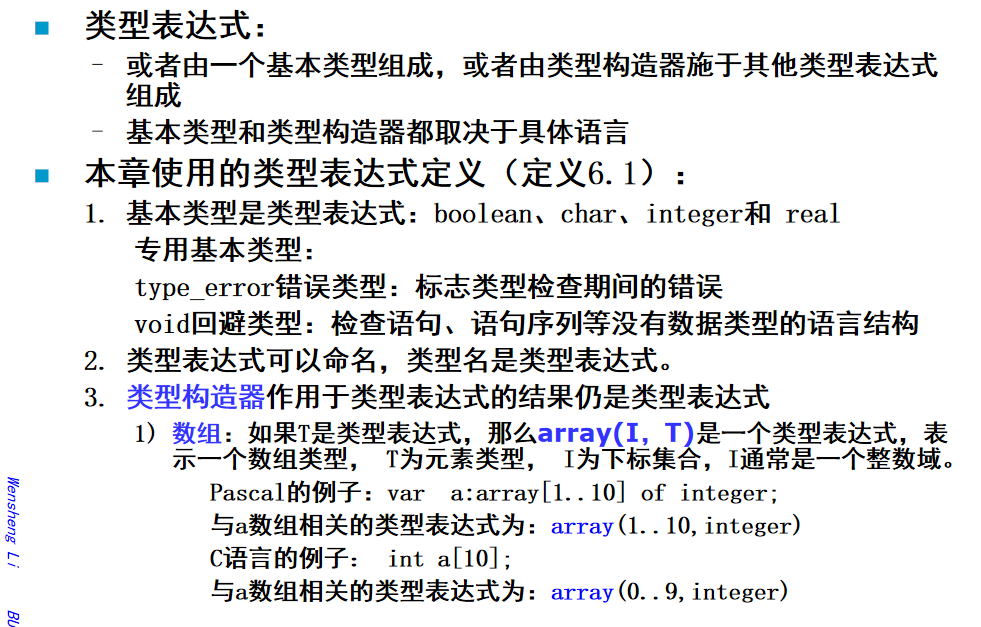 类型表达式：
- 或者由一个基本类型组成，或者由类型构造器施于其他类型表达式
组成
- 基本类型和类型构造器都取决于具体语言
本章使用的类型表达式定义（定义6.1）：
1. 基本类型是类型表达式：boolean、char、integer和 real
专用基本类型：
type_error错误类型：标志类型检查期间的错误
void回避类型：检查语句、语句序列等没有数据类型的语言结构
2. 类型表达式可以命名，类型名是类型表达式。
3. 类型构造器作用于类型表达式的结果仍是类型表达式
1) 数组：如果T是类型表达式，那么array(I, T)是一个类型表达式，表
示一个数组类型， T为元素类型， I为下标集合，I通常是一个整数域。
Pascal的例子：var a:array[1..10] of integer;
与a数组相关的类型表达式为：array(1..10,integer)
C语言的例子： int a[10];
与a数组相关的类型表达式为：array(0..9,integer)
Wensheng Li
BU